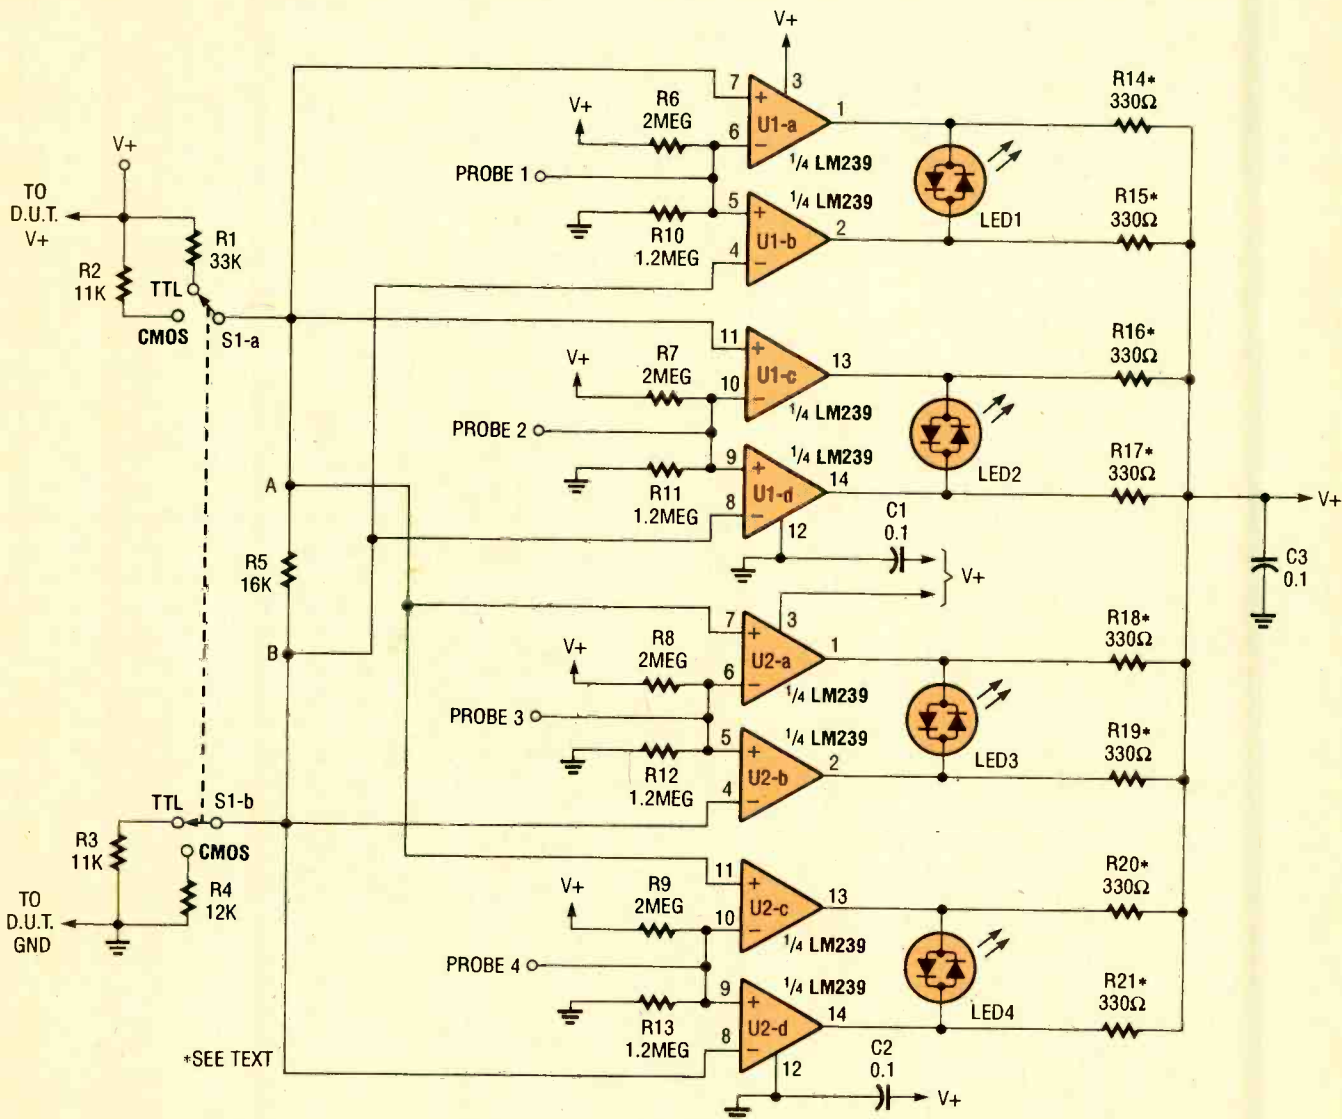 V+
3
R14*
330Ω
7
+
1
U1-a
R6
2MEG
V+
6
−
1/4 LM239
PROBE 1
V+
TO
D.U.T.
V+
R1
33K
R2
11K
TTL
CMOS
S1-a
1/4 LM239
5
+
2
U1-b
R10
1.2MEG
4
−
LED1
R15*
330Ω
R16*
330Ω
11
+
13
U1-c
R7
2MEG
V+
10
−
1/4 LM239
PROBE 2
1/4 LM239
9
+
14
U1-d
R11
1.2MEG
8
−
12
LED2
R17*
330Ω
V+
C1
0.1
V+
C3
0.1
A
R5
16K
B
7
+
3
1
U2-a
R8
2MEG
V+
6
−
1/4 LM239
R18*
330Ω
PROBE 3
1/4 LM239
5
+
2
U2-b
R12
1.2MEG
4
−
LED3
R19*
330Ω
TTL
S1-b
R3
11K
CMOS
R4
12K
TO
D.U.T.
GND
11
+
13
U2-c
R9
2MEG
V+
10
−
1/4 LM239
R20*
330Ω
PROBE 4
1/4 LM239
9
+
14
U2-d
R13
1.2MEG
8
−
12
LED4
R21*
330Ω
C2
0.1
V+
*SEE TEXT